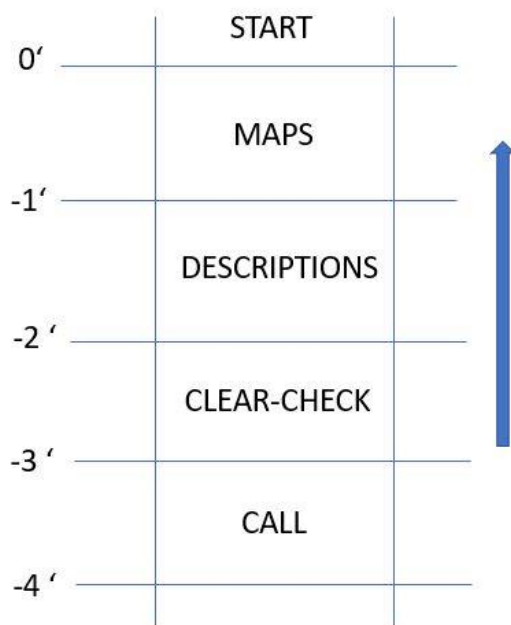 START
0‘
MAPS
-1‘
DESCRIPTIONS
-2 ‘
CLEAR-CHECK
-3 ‘
CALL
-4 ‘